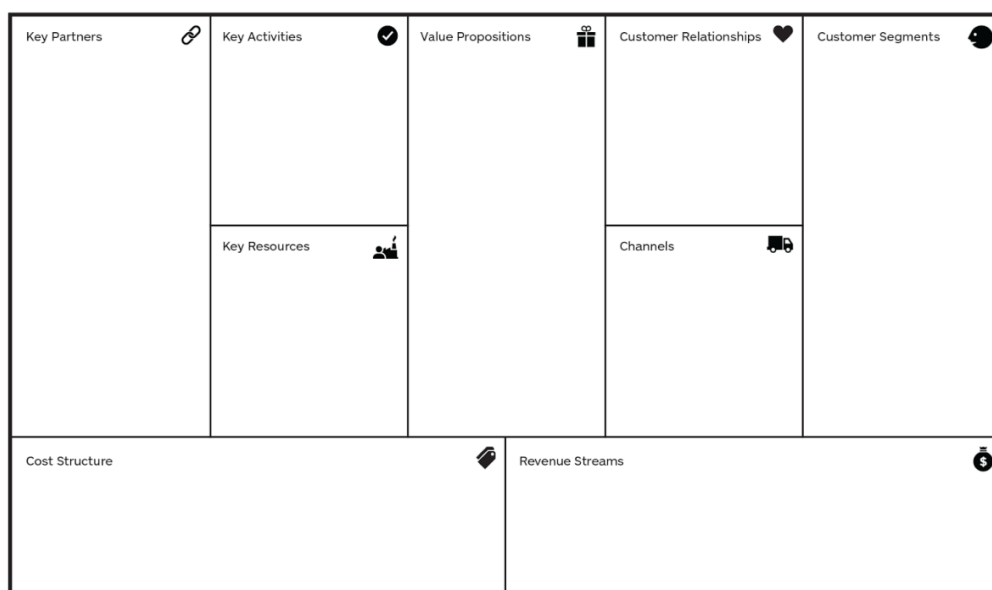 Key Partners
Key Activities
Value Propositions
Customer Relationships
Customer Segments
Key Resources
Channels
Cost Structure
Revenue Streams
$